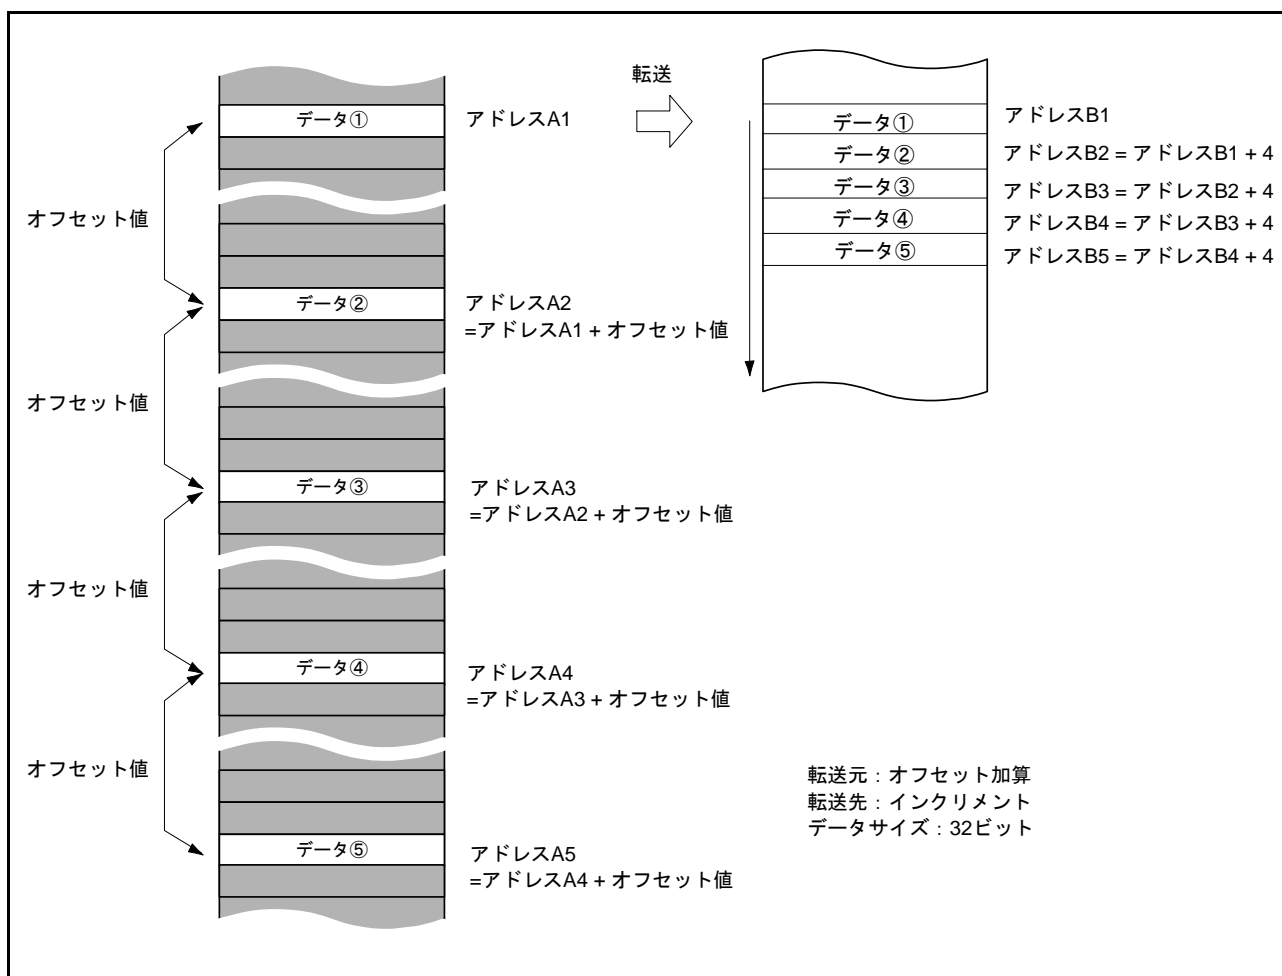 転送
データ①
アドレスA1
データ①
アドレスB1
データ②
アドレスB2 = アドレスB1 + 4
データ③
アドレスB3 = アドレスB2 + 4
オフセット値
データ④
アドレスB4 = アドレスB3 + 4
データ⑤
アドレスB5 = アドレスB4 + 4
データ②
アドレスA2
=アドレスA1 + オフセット値
オフセット値
データ③
アドレスA3
=アドレスA2 + オフセット値
オフセット値
データ④
アドレスA4
=アドレスA3 + オフセット値
オフセット値
転送元：オフセット加算
転送先：インクリメント
データサイズ：32ビット
データ⑤
アドレスA5
=アドレスA4 + オフセット値